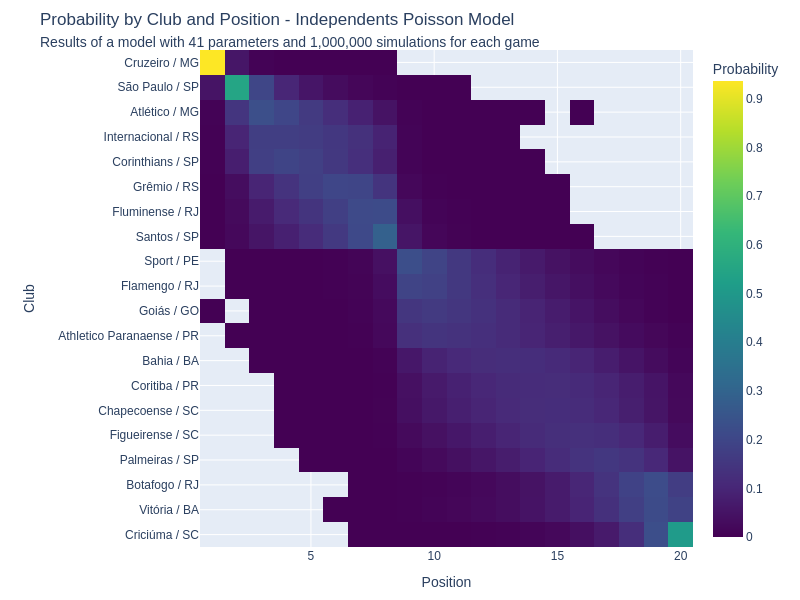 Probability by Club and Position - Independents Poisson Model
Results of a model with 41 parameters and 1,000,000 simulations for each game
Probability
Cruzeiro / MG
São Paulo / SP
Atlético / MG
Internacional / RS
Corinthians / SP
Grêmio / RS
Fluminense / RJ
Santos / SP
Sport / PE
Flamengo / RJ
Goiás / GO
Athletico Paranaense / PR
Bahia / BA
Coritiba / PR
Chapecoense / SC
Figueirense / SC
Palmeiras / SP
Botafogo / RJ
Vitória / BA
Criciúma / SC
Club
5 10 15 20
Position
0.9
0.8
0.7
0.6
0.5
0.4
0.3
0.2
0.1
0